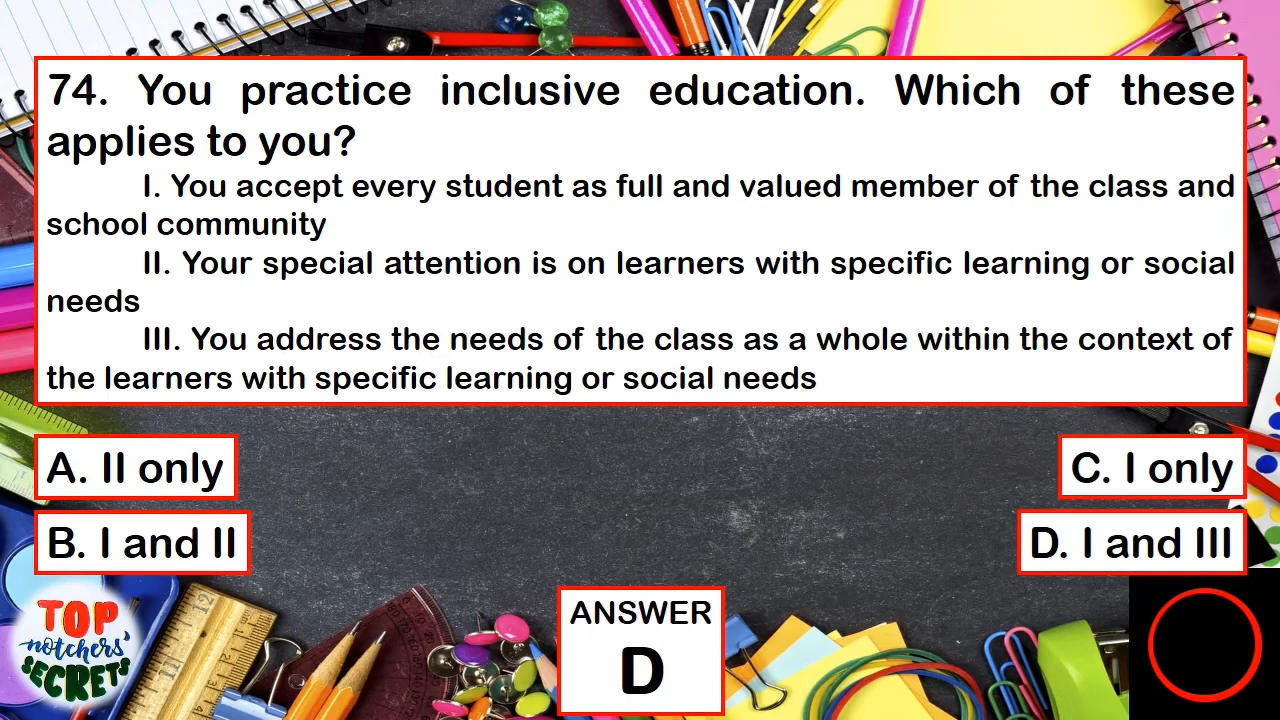 74. You practice inclusive education. Which of these
applies to you?
I. You accept every student as full and valued member of the class and
school community
II. Your special attention is on learners with specific learning or social
needs
III. You address the needs of the class as a whole within the context of
the learners with specific learning or social needs
A. II only
C. I only
B. I and II
D. I and III
ANSWER
D
TOP
notchers'
SECRETS
12
11